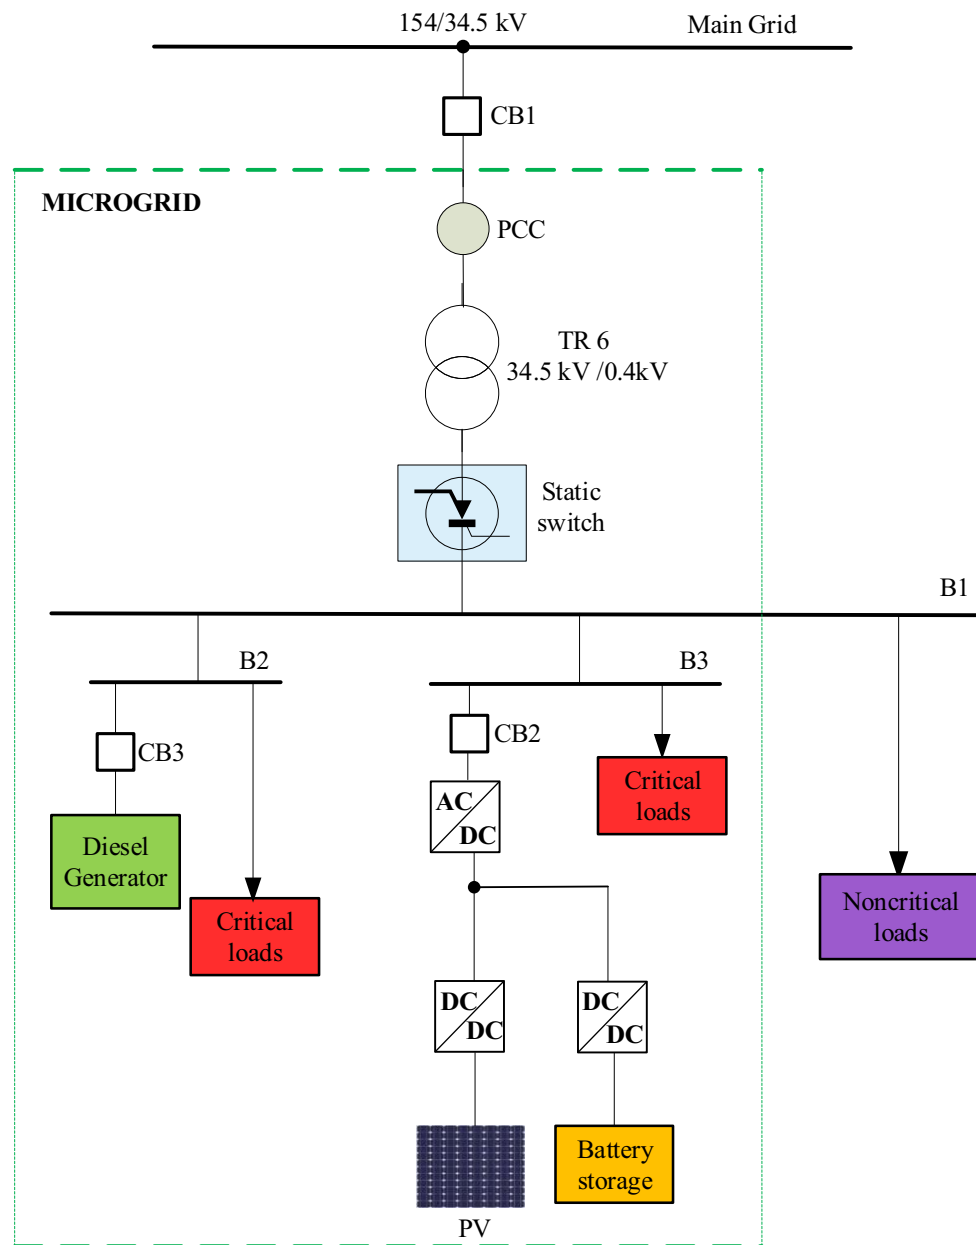 154/34.5 kV
Main Grid
CB1
MICROGRID
PCC
TR 6
34.5 kV /0.4kV
Static
switch
B1
B2
B3
CB3
CB2
AC
DC
Critical
loads
Diesel
Generator
Critical
loads
Noncritical
loads
DC
DC
DC
DC
Battery
storage
PV